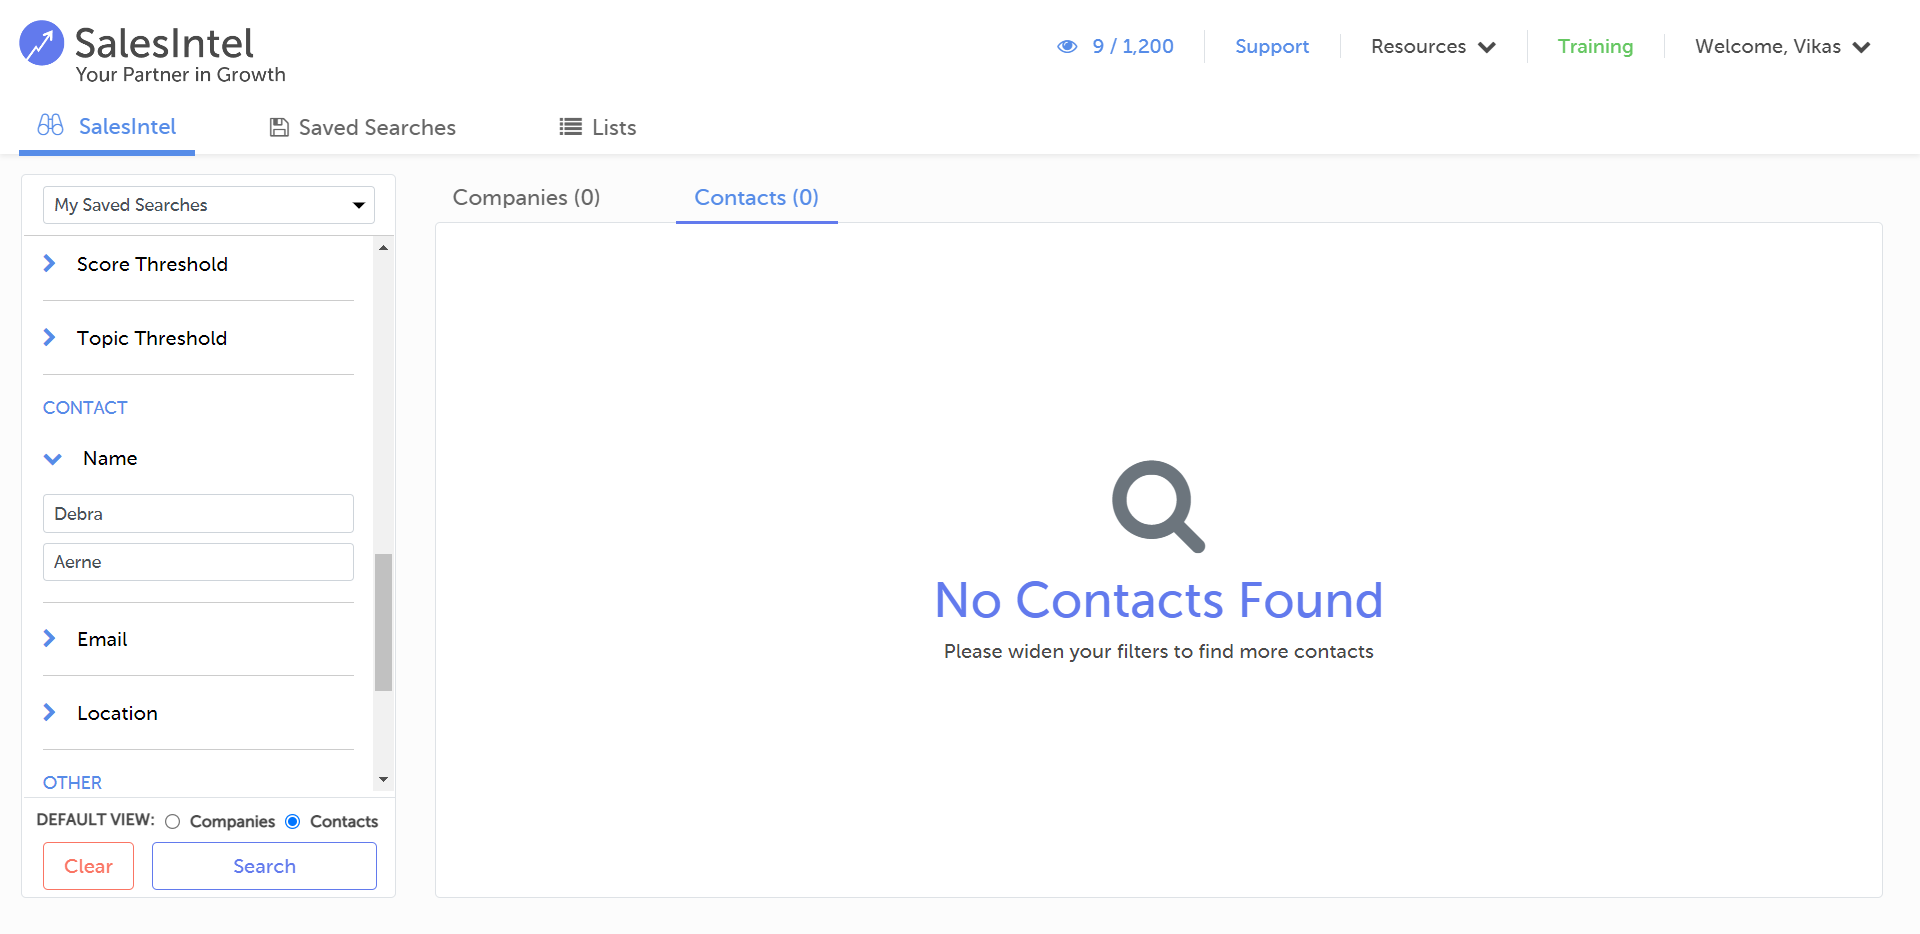 SalesIntel
Your Partner in Growth
9 / 1,200
Support
Resources
Training
Welcome, Vikas
SalesIntel
Saved Searches
Lists
My Saved Searches
Score Threshold
Topic Threshold
CONTACT
Name
Debra
Aerne
Email
Location
OTHER
DEFAULT VIEW: Companies Contacts
Clear
Search
Companies (0)
Contacts (0)
No Contacts Found
Please widen your filters to find more contacts